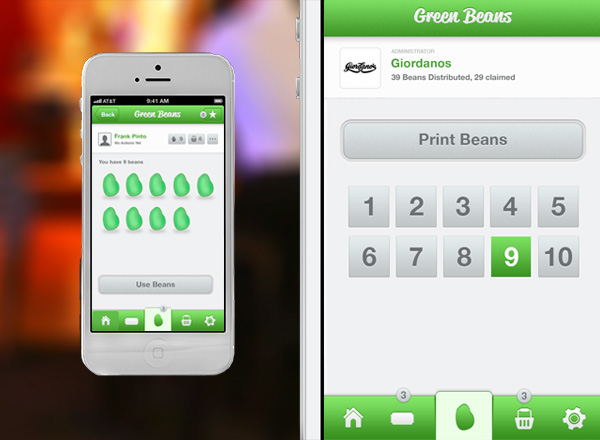 AT&T 9:41 AM
Back Green Beans
Frank Pinto
No Actions Yet
9 6
You have 9 beans
Use Beans
3
Green Beans
ADMINISTRATOR
Giordanos
Giordanos
39 Beans Distributed, 29 claimed
Print Beans
1 2 3 4 5
6 7 8 9 10
3 3